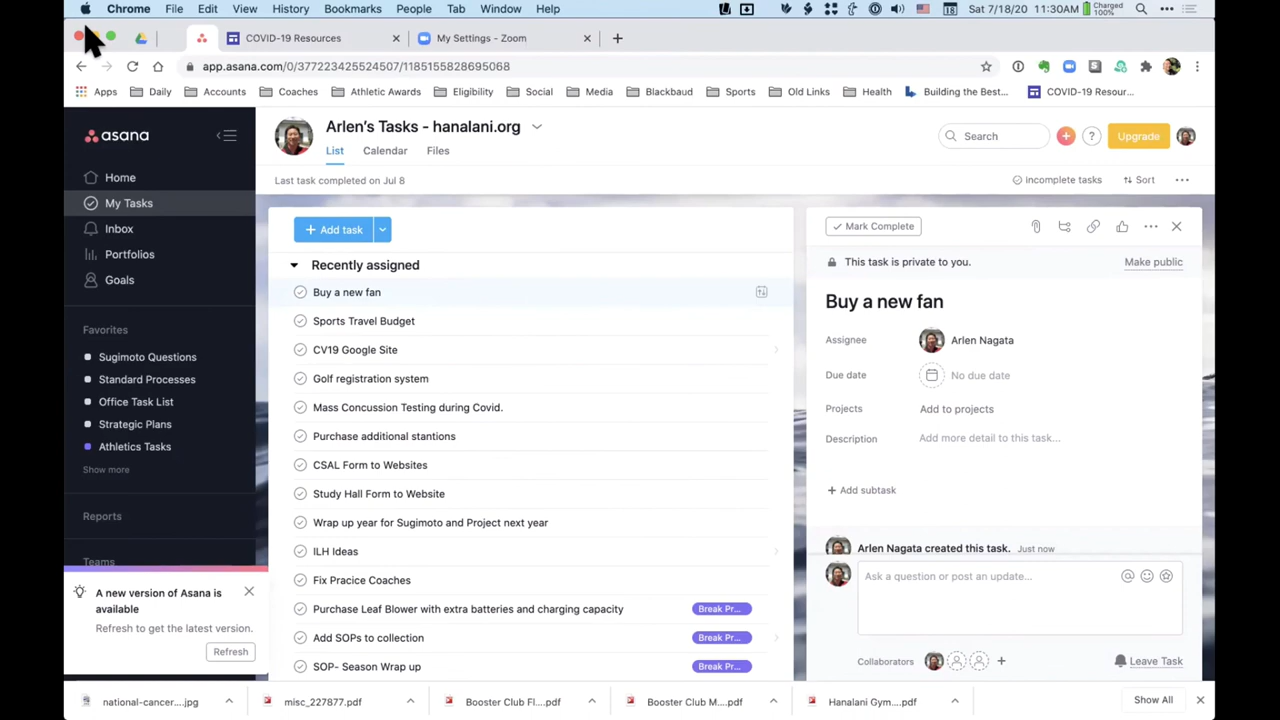 Chrome File Edit View History Bookmarks People Tab Window Help Sat 7/18/20 11:30AM Charged 100%
COVID-19 Resources My Settings - Zoom
app.asana.com/0/377223425524507/1185155828695068
Apps Daily Accounts Coaches Athletic Awards Eligibility Social Media Blackbaud Sports Old Links Health Building the Best... COVID-19 Resour...
asana
Home
My Tasks
Inbox
Portfolios
Goals
Favorites
Sugimoto Questions
Standard Processes
Office Task List
Strategic Plans
Athletics Tasks
Show more
Reports
Teams
A new version of Asana is
available
Refresh to get the latest version.
Refresh
Arlen's Tasks - hanalani.org
List Calendar Files
Search
Upgrade
Last task completed on Jul 8
Incomplete tasks Sort
Add task
Recently assigned
Buy a new fan
Sports Travel Budget
CV19 Google Site
Golf registration system
Mass Concussion Testing during Covid.
Purchase additional stantions
CSAL Form to Websites
Study Hall Form to Website
Wrap up year for Sugimoto and Project next year
ILH Ideas
Fix Pracice Coaches
Purchase Leaf Blower with extra batteries and charging capacity Break Pr...
Add SOPs to collection Break Pr...
SOP- Season Wrap up Break Pr...
Mark Complete
This task is private to you. Make public
Buy a new fan
Assignee Arlen Nagata
Due date No due date
Projects Add to projects
Description Add more detail to this task...
+ Add subtask
Arlen Nagata created this task. Just now
Ask a question or post an update...
Collaborators Leave Task
national-cancer....jpg misc_227877.pdf Booster Club Fl....pdf Booster Club M....pdf Hanalani Gym....pdf Show All